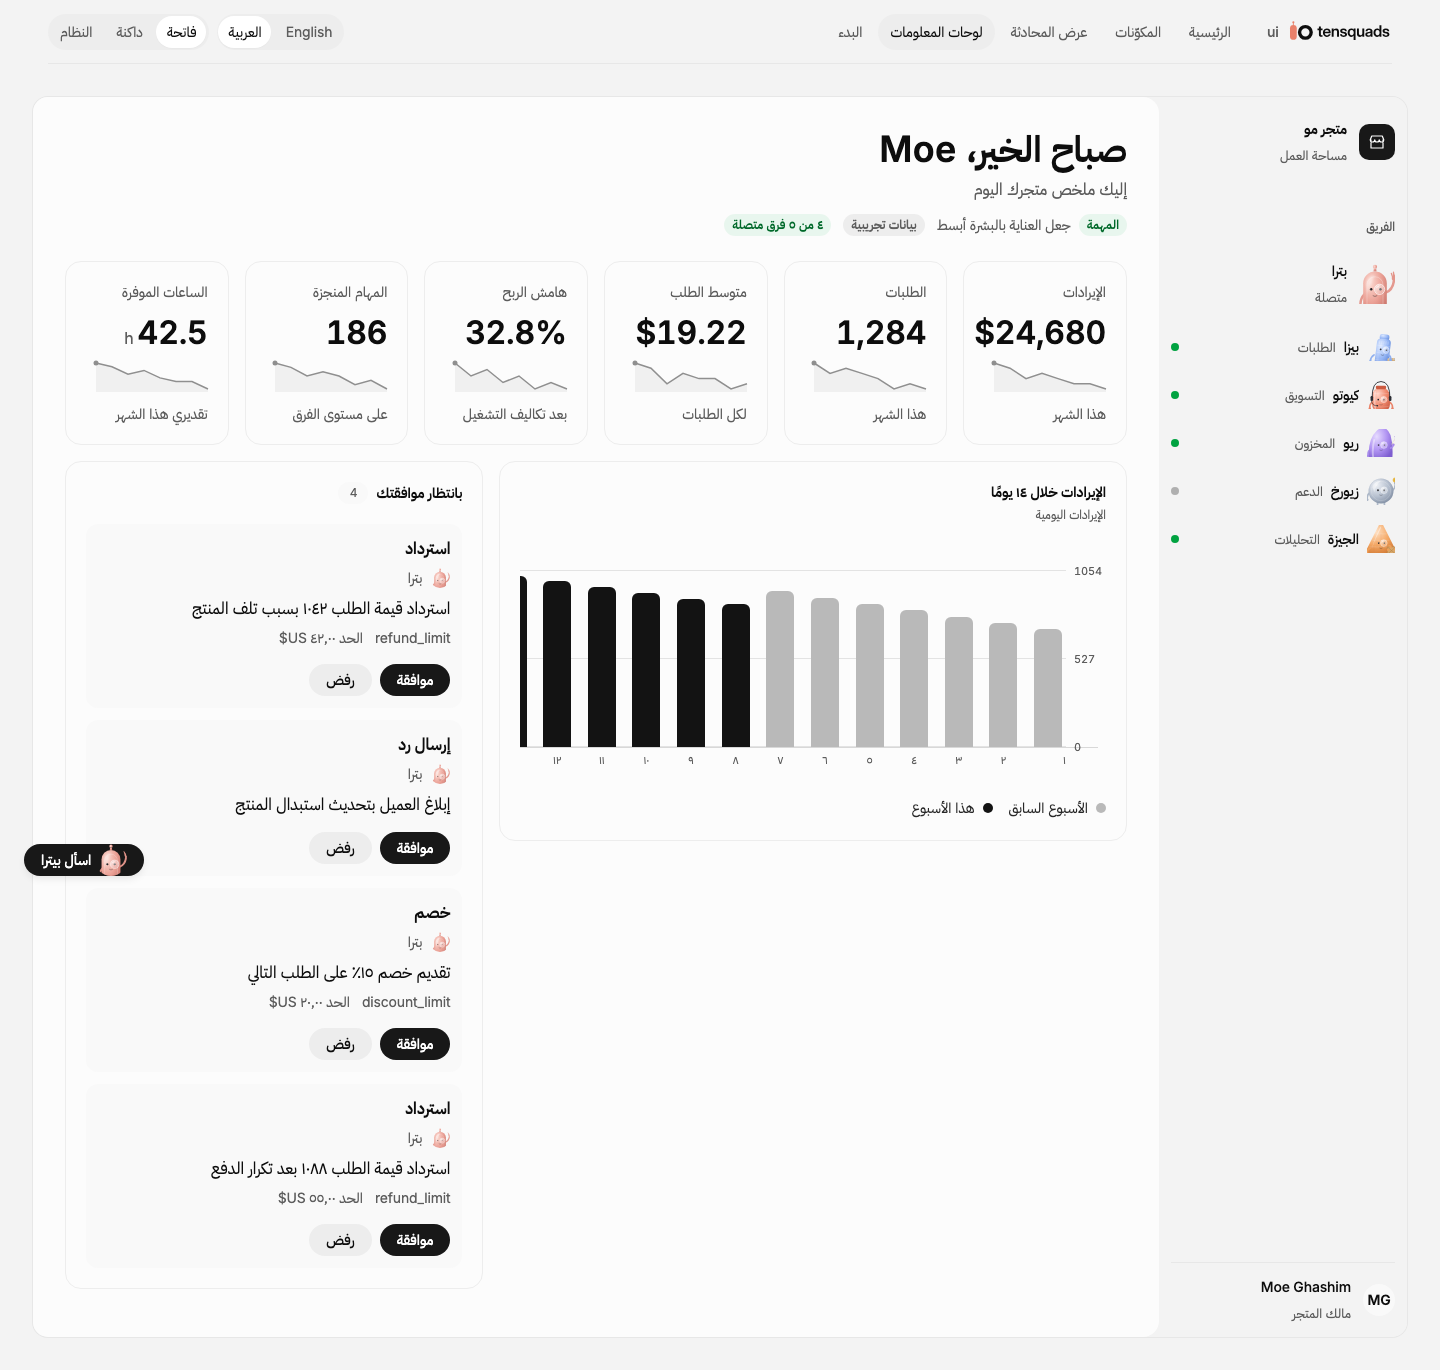 tensquads ui
الرئيسية
المكوّنات
عرض المحادثة
لوحات المعلومات
البدء
English
العربية
فاتحة
داكنة
النظام
متجر مو
مساحة العمل
الفريق
بترا
متصلة
بيزا الطلبات
كيوتو التسويق
ريو المخزون
زيورخ الدعم
الجيزة التحليلات
Moe Ghashim
MG
مالك المتجر
صباح الخير، Moe
إليك ملخص متجرك اليوم
المهمة جعل العناية بالبشرة أبسط بيانات تجريبية ٤ من ٥ فرق متصلة
الإيرادات
$24,680
هذا الشهر
الطلبات
1,284
هذا الشهر
متوسط الطلب
$19.22
لكل الطلبات
هامش الربح
32.8%
بعد تكاليف التشغيل
المهام المنجزة
186
على مستوى الفرق
الساعات الموفرة
42.5 h
تقديري هذا الشهر
الإيرادات خلال ١٤ يومًا
الإيرادات اليومية
1054
527
0
١ ٢ ٣ ٤ ٥ ٦ ٧ ٨ ٩ ١٠ ١١ ١٢
الأسبوع السابق هذا الأسبوع
بانتظار موافقتك 4
استرداد
بترا
استرداد قيمة الطلب ١٠٤٢ بسبب تلف المنتج
refund_limit الحد ٤٢,٠٠ US$
موافقة رفض
إرسال رد
بترا
إبلاغ العميل بتحديث استبدال المنتج
موافقة رفض
اسأل بيترا
خصم
بترا
تقديم خصم ١٥٪ على الطلب التالي
discount_limit الحد ٢٠,٠٠ US$
موافقة رفض
استرداد
بترا
استرداد قيمة الطلب ١٠٨٨ بعد تكرار الدفع
refund_limit الحد ٥٥,٠٠ US$
موافقة رفض